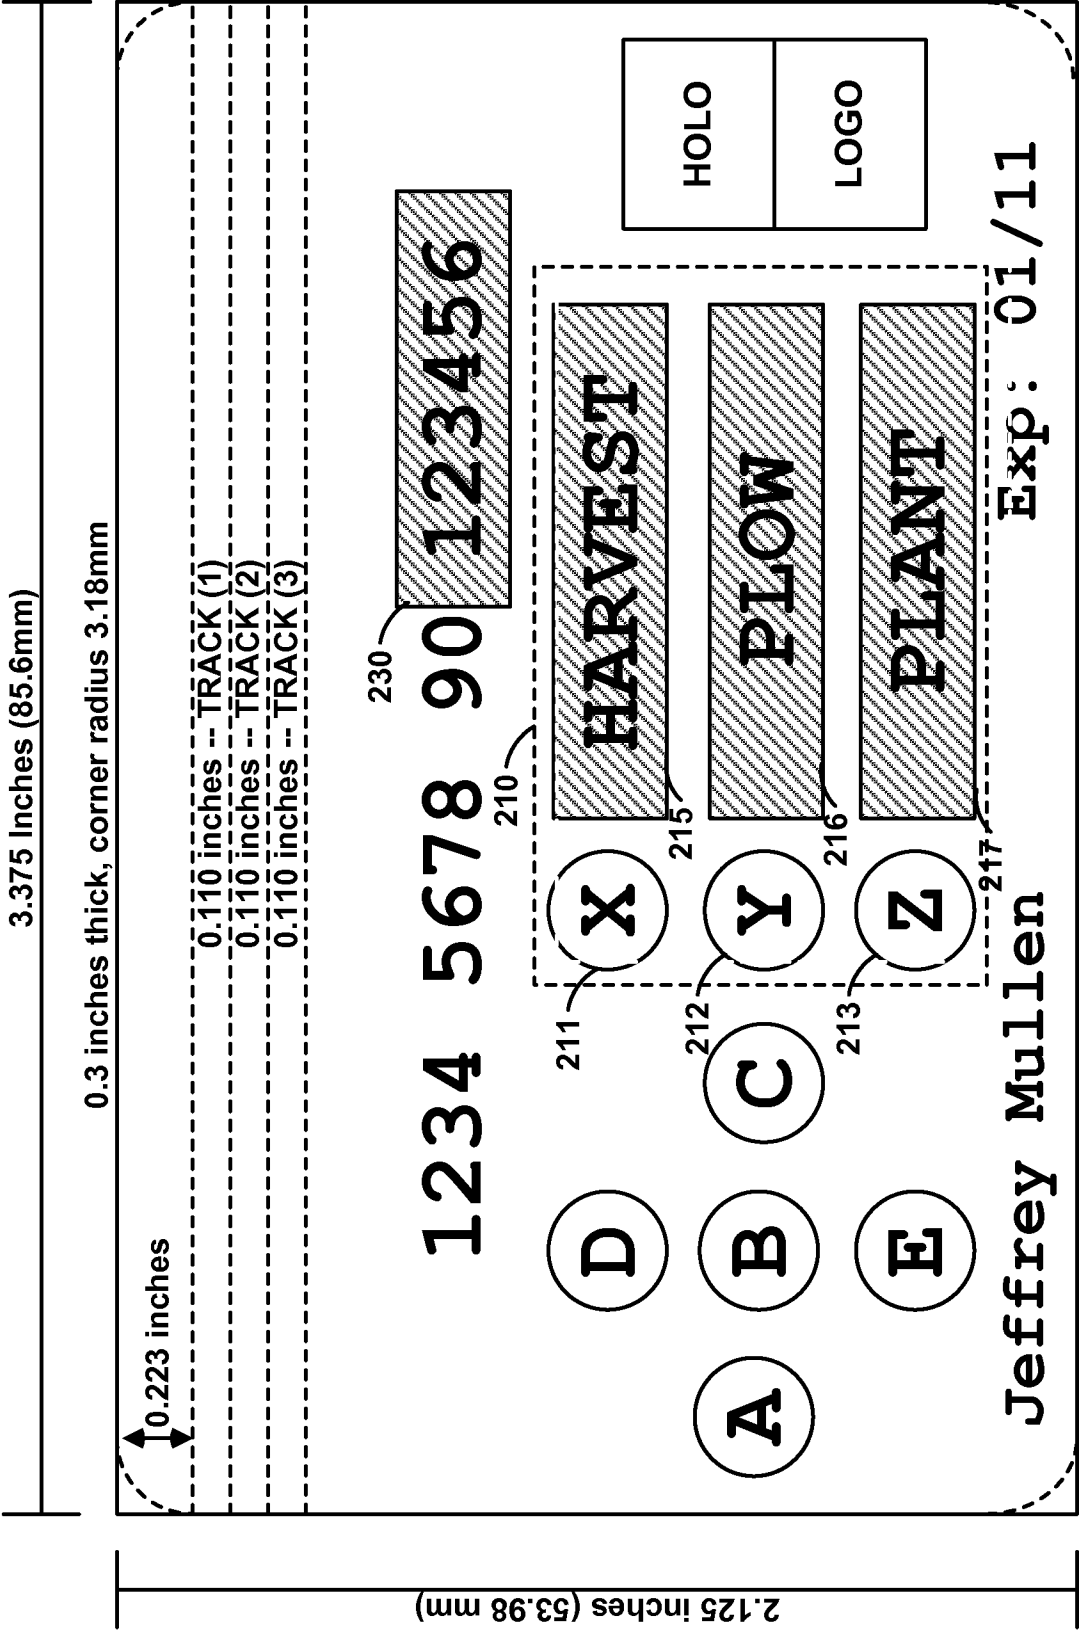 3.375 Inches (85.6mm)
0.3 inches thick, corner radius 3.18mm
0.223 inches
0.110 inches -- TRACK (1)
0.110 inches -- TRACK (2)
0.110 inches -- TRACK (3)
230
1234 5678 90 123456
210
D
211
X
HARVEST
215
HOLO
A
B
C
212
Y
PLOW
216
LOGO
E
213
Z
PLANT
217
Jeffrey Mullen
Exp: 01/11
2.125 inches (53.98 mm)